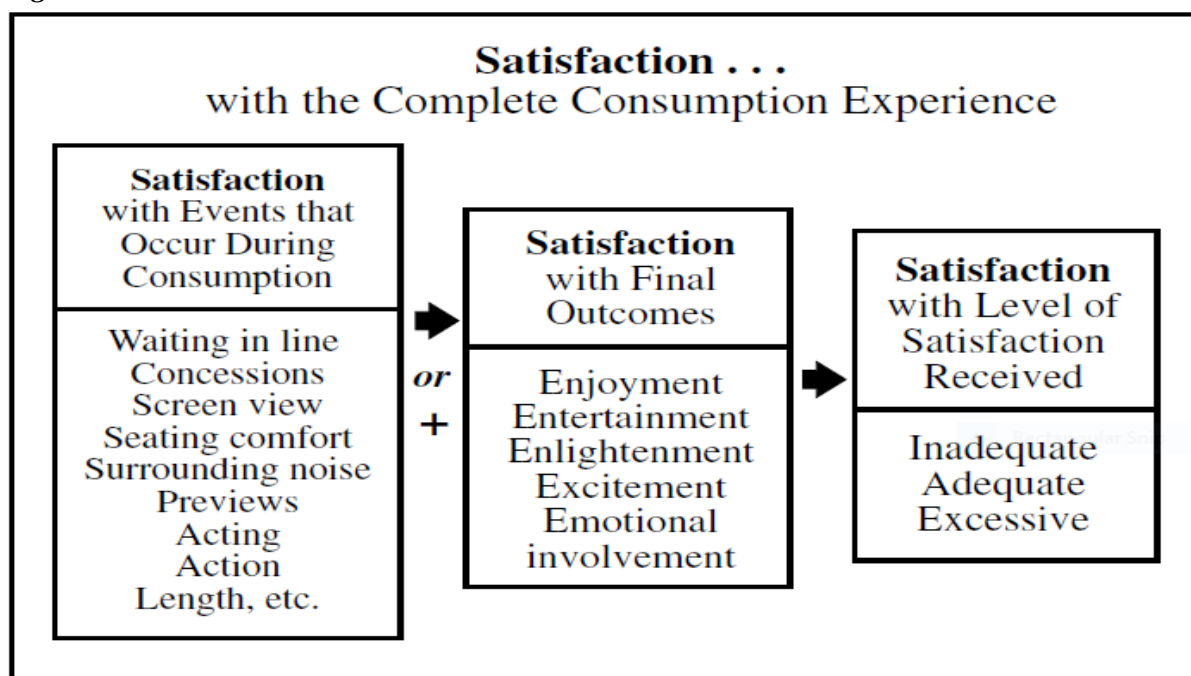 Satisfaction . . .
with the Complete Consumption Experience
Satisfaction
with Events that
Occur During
Consumption
Waiting in line
Concessions
Screen view
Seating comfort
Surrounding noise
Previews
Acting
Action
Length, etc.
or
+
Satisfaction
with Final
Outcomes
Enjoyment
Entertainment
Enlightenment
Excitement
Emotional
involvement
Satisfaction
with Level of
Satisfaction
Received
Rectangular Snip
Inadequate
Adequate
Excessive